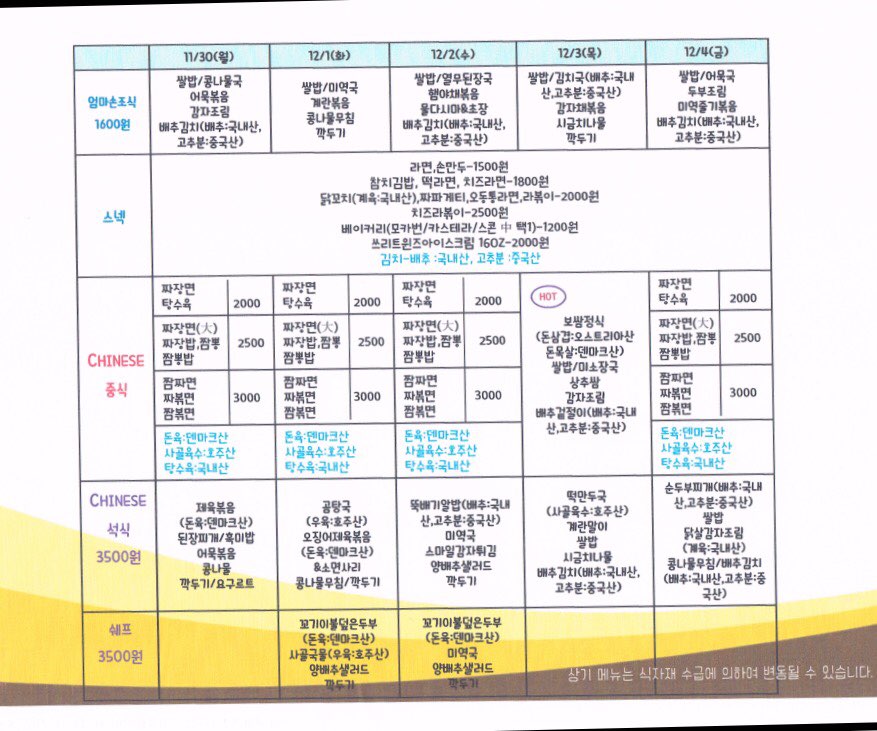 11/30(월) 12/1(화) 12/2(수) 12/3(목) 12/4(금)
엄마손조식
1600원
쌀밥/콩나물국
어묵볶음
감자조림
배추김치(배추:국내산,
고추분:중국산)
쌀밥/미역국
계란볶음
콩나물무침
깍두기
쌀밥/열무된장국
햄야채볶음
물다시마&초장
배추김치(배추:국내산,
고추분:중국산)
쌀밥/김치국(배추:국내
산,고추분:중국산)
감자채볶음
시금치나물
깍두기
쌀밥/어묵국
두부조림
미역줄기볶음
배추김치(배추:국내산,
고추분:중국산)
스넥
라면,손만두-1500원
참치김밥, 떡라면, 치즈라면-1800원
닭꼬치(계육:국내산),짜파게티,오동통라면,라볶이-2000원
치즈라볶이-2500원
베이커리(모카번/카스테라/스콘 中 택1)-1200원
쓰리트윈즈아이스크림 16OZ-2000원
김치-배추 :국내산, 고추분 :중국산
CHINESE
중식
짜장면
탕수육 2000
짜장면(大)
짜장밥,짬뽕 2500
짬뽕밥
짬짜면
짜볶면 3000
짬볶면
돈육:덴마크산
사골육수:호주산
탕수육:국내산
짜장면
탕수육 2000
짜장면(大)
짜장밥,짬뽕 2500
짬뽕밥
짬짜면
짜볶면 3000
짬볶면
돈육:덴마크산
사골육수:호주산
탕수육:국내산
짜장면
탕수육 2000
짜장면(大)
짜장밥,짬뽕 2500
짬뽕밥
짬짜면
짜볶면 3000
짬볶면
돈육:덴마크산
사골육수:호주산
탕수육:국내산
HOT
보쌈정식
(돈삼겹:오스트리아산
돈목살:덴마크산)
쌀밥/미소장국
상추쌈
감자조림
배추겉절이(배추:국내
산,고추분:중국산)
짜장면
탕수육 2000
짜장면(大)
짜장밥,짬뽕 2500
짬뽕밥
짬짜면
짜볶면 3000
짬볶면
돈육:덴마크산
사골육수:호주산
탕수육:국내산
CHINESE
석식
3500원
제육볶음
(돈육:덴마크산)
된장찌개/흑미밥
어묵볶음
콩나물
깍두기/요구르트
곰탕국
(우육:호주산)
오징어제육볶음
(돈육:덴마크산)
&소면사리
콩나물무침/깍두기
뚝배기알밥(배추:국내
산,고추분:중국산)
미역국
스마일감자튀김
양배추샐러드
깍두기
떡만두국
(사골육수:호주산)
계란말이
쌀밥
시금치나물
배추김치(배추:국내산,
고추분:중국산)
순두부찌개(배추:국내
산,고추분:중국산)
쌀밥
닭살감자조림
(계육:국내산)
콩나물무침/배추김치
(배추:국내산,고추분:중
국산)
쉐프
3500원
꼬기이불덮은두부
(돈육:덴마크산)
사골국물(우육:호주산)
양배추샐러드
깍두기
꼬기이불덮은두부
(돈육:덴마크산)
미역국
양배추샐러드
깍두기
상기 메뉴는 식자재 수급에 의하여 변동될 수 있습니다.